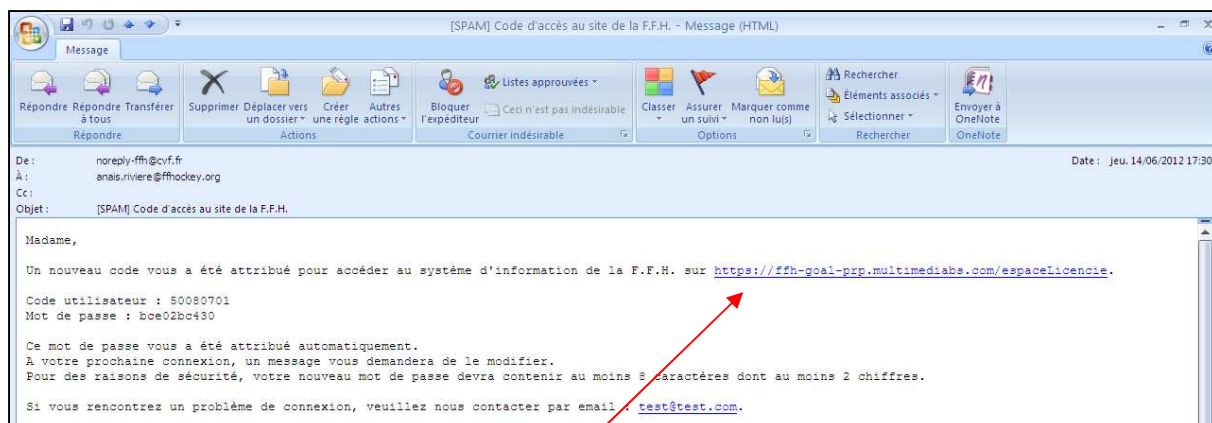 [SPAM] Code d'accès au site de la F.F.H. - Message (HTML)
Message
Répondre Répondre à tous Transférer
Supprimer Déplacer vers un dossier Créer une règle Autres actions
Bloquer l'expéditeur Listes approuvées Ceci n'est pas indésirable
Classer Assurer un suivi Marquer comme non lu(s)
Rechercher
Éléments associés
Sélectionner
Envoyer à OneNote
Répondre Actions Courrier indésirable Options Rechercher OneNote
De : noreply-ffh@cvf.fr Date : jeu. 14/06/2012 17:30
À : anais.riviere@ffhockey.org
Cc :
Objet : [SPAM] Code d'accès au site de la F.F.H.
Madame,
Un nouveau code vous a été attribué pour accéder au système d'information de la F.F.H. sur https://ffh-goal-prp.multimediabs.com/espaceLicencie.
Code utilisateur : 50080701
Mot de passe : bce02bc430
Ce mot de passe vous a été attribué automatiquement.
A votre prochaine connexion, un message vous demandera de le modifier.
Pour des raisons de sécurité, votre nouveau mot de passe devra contenir au moins 8 caractères dont au moins 2 chiffres.
Si vous rencontrez un problème de connexion, veuillez nous contacter par email : test@test.com.